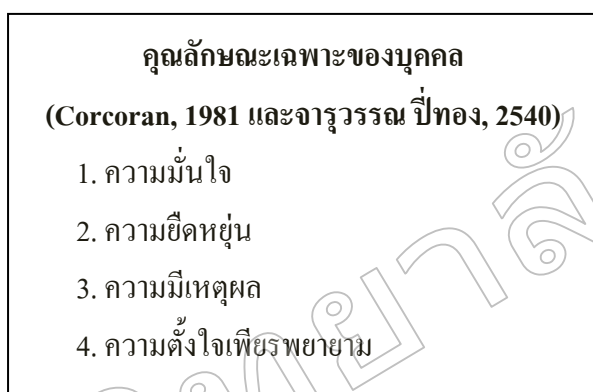 คุณลักษณะเฉพาะของบุคคล
(Corcoran, 1981 และจารุวรรณ ปี่ทอง, 2540)
1. ความมั่นใจ
2. ความยืดหยุ่น
3. ความมีเหตุผล
4. ความตั้งใจเพียรพยายาม